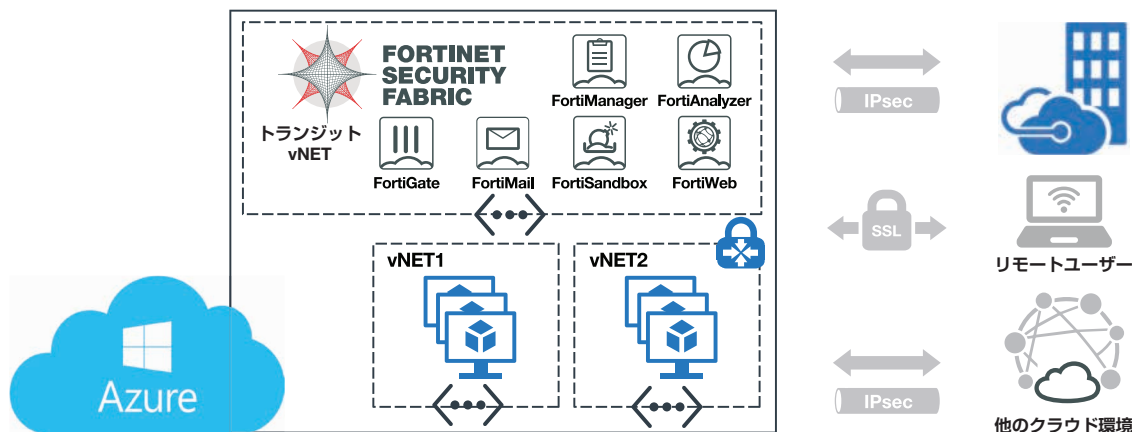 FORTINET
SECURITY
FABRIC
トランジット
vNET
FortiManager
FortiAnalyzer
FortiGate
FortiMail
FortiSandbox
FortiWeb
vNET1
vNET2
Azure
IPsec
SSL
リモートユーザー
IPsec
他のクラウド環境